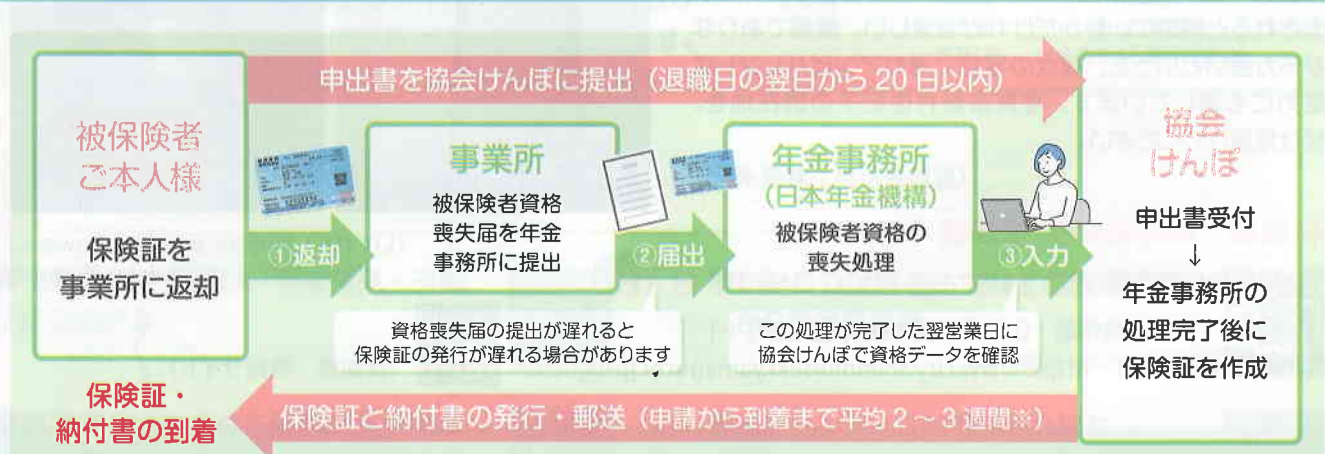 申出書を協会けんぽに提出(退職日の翌日から20日以内)
被保険者
ご本人様
保険証を
事業所に返却
①返却
事業所
被保険者資格
喪失届を年金
事務所に提出
②届出
年金事務所
(日本年金機構)
被保険者資格の
喪失処理
③入力
協会
けんぽ
申出書受付
↓
年金事務所の
処理完了後に
保険証を作成
資格喪失届の提出が遅れると
保険証の発行が遅れる場合があります
この処理が完了した翌営業日に
協会けんぽで資格データを確認
保険証・
納付書の到着
保険証と納付書の発行・郵送(申請から到着まで平均2～3週間※)